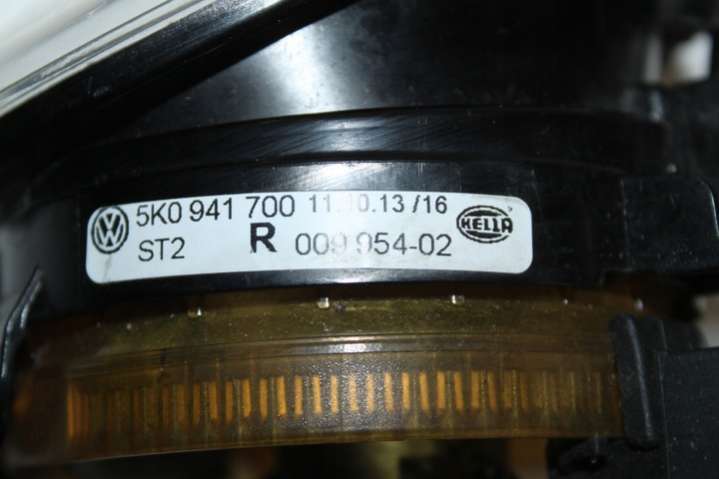 5K0 941 700 11.10.13 /16
ST2 R 009 954-02
HELLA